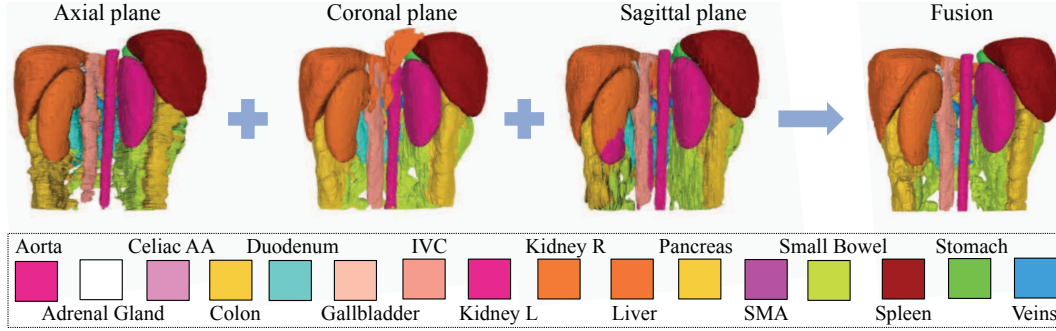 Axial plane
Coronal plane
Sagittal plane
Fusion
Aorta
Celiac AA
Duodenum
IVC
Kidney R
Pancreas
Small Bowel
Stomach
Adrenal Gland
Colon
Gallbladder
Kidney L
Liver
SMA
Spleen
Veins